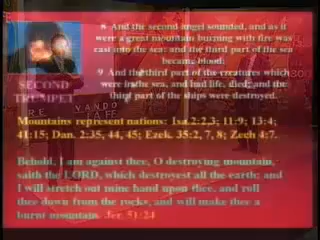 8 And the second angel sounded, and as it
were a great mountain burning with fire was
cast into the sea: and the third part of the sea
became blood;
9 And the third part of the creatures which
were in the sea, and had life, died; and the third
part of the ships were destroyed.
SECOND
TRUMPET
Mountains represent nations: Isa.2:2,3; 11:9; 13:4;
41:15; Dan. 2:35, 44, 45; Ezek. 35:2, 7, 8; Zech 4:7.
Behold, I am against thee, O destroying mountain,
saith the LORD, which destroyest all the earth; and
I will stretch out mine hand upon thee, and roll
thee down from the rocks, and will make thee a
burnt mountain. Jer. 51:24